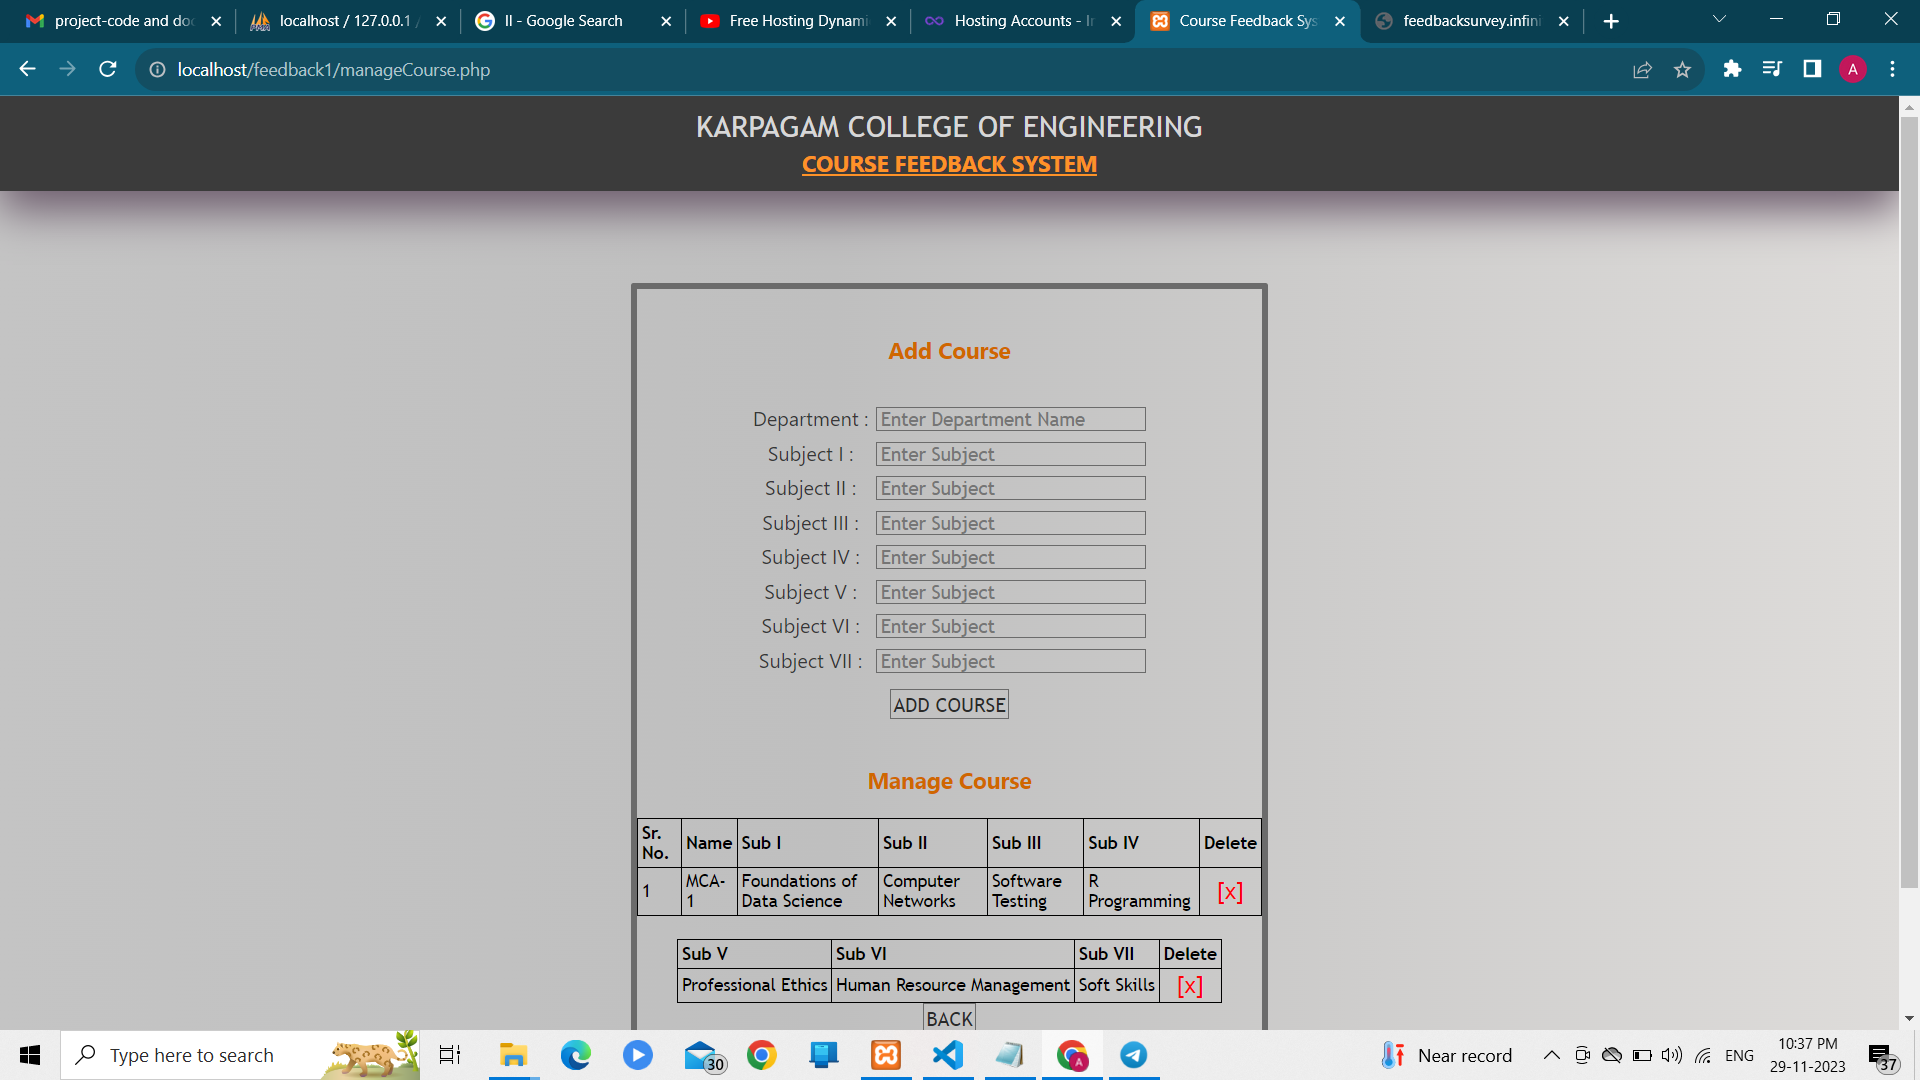 project-code and doc
localhost / 127.0.0.1 /
II - Google Search
Free Hosting Dynami
Hosting Accounts - In
Course Feedback Sys
feedbacksurvey.infini
localhost/feedback1/manageCourse.php
A
KARPAGAM COLLEGE OF ENGINEERING
COURSE FEEDBACK SYSTEM
Add Course
Department : Enter Department Name
Subject I : Enter Subject
Subject II : Enter Subject
Subject III : Enter Subject
Subject IV : Enter Subject
Subject V : Enter Subject
Subject VI : Enter Subject
Subject VII : Enter Subject
ADD COURSE
Manage Course
Sr. No. Name Sub I Sub II Sub III Sub IV Delete
1 MCA-1 Foundations of Data Science Computer Networks Software Testing R Programming [x]
Sub V Sub VI Sub VII Delete
Professional Ethics Human Resource Management Soft Skills [x]
BACK
Type here to search
30
Near record
ENG
10:37 PM
29-11-2023
37